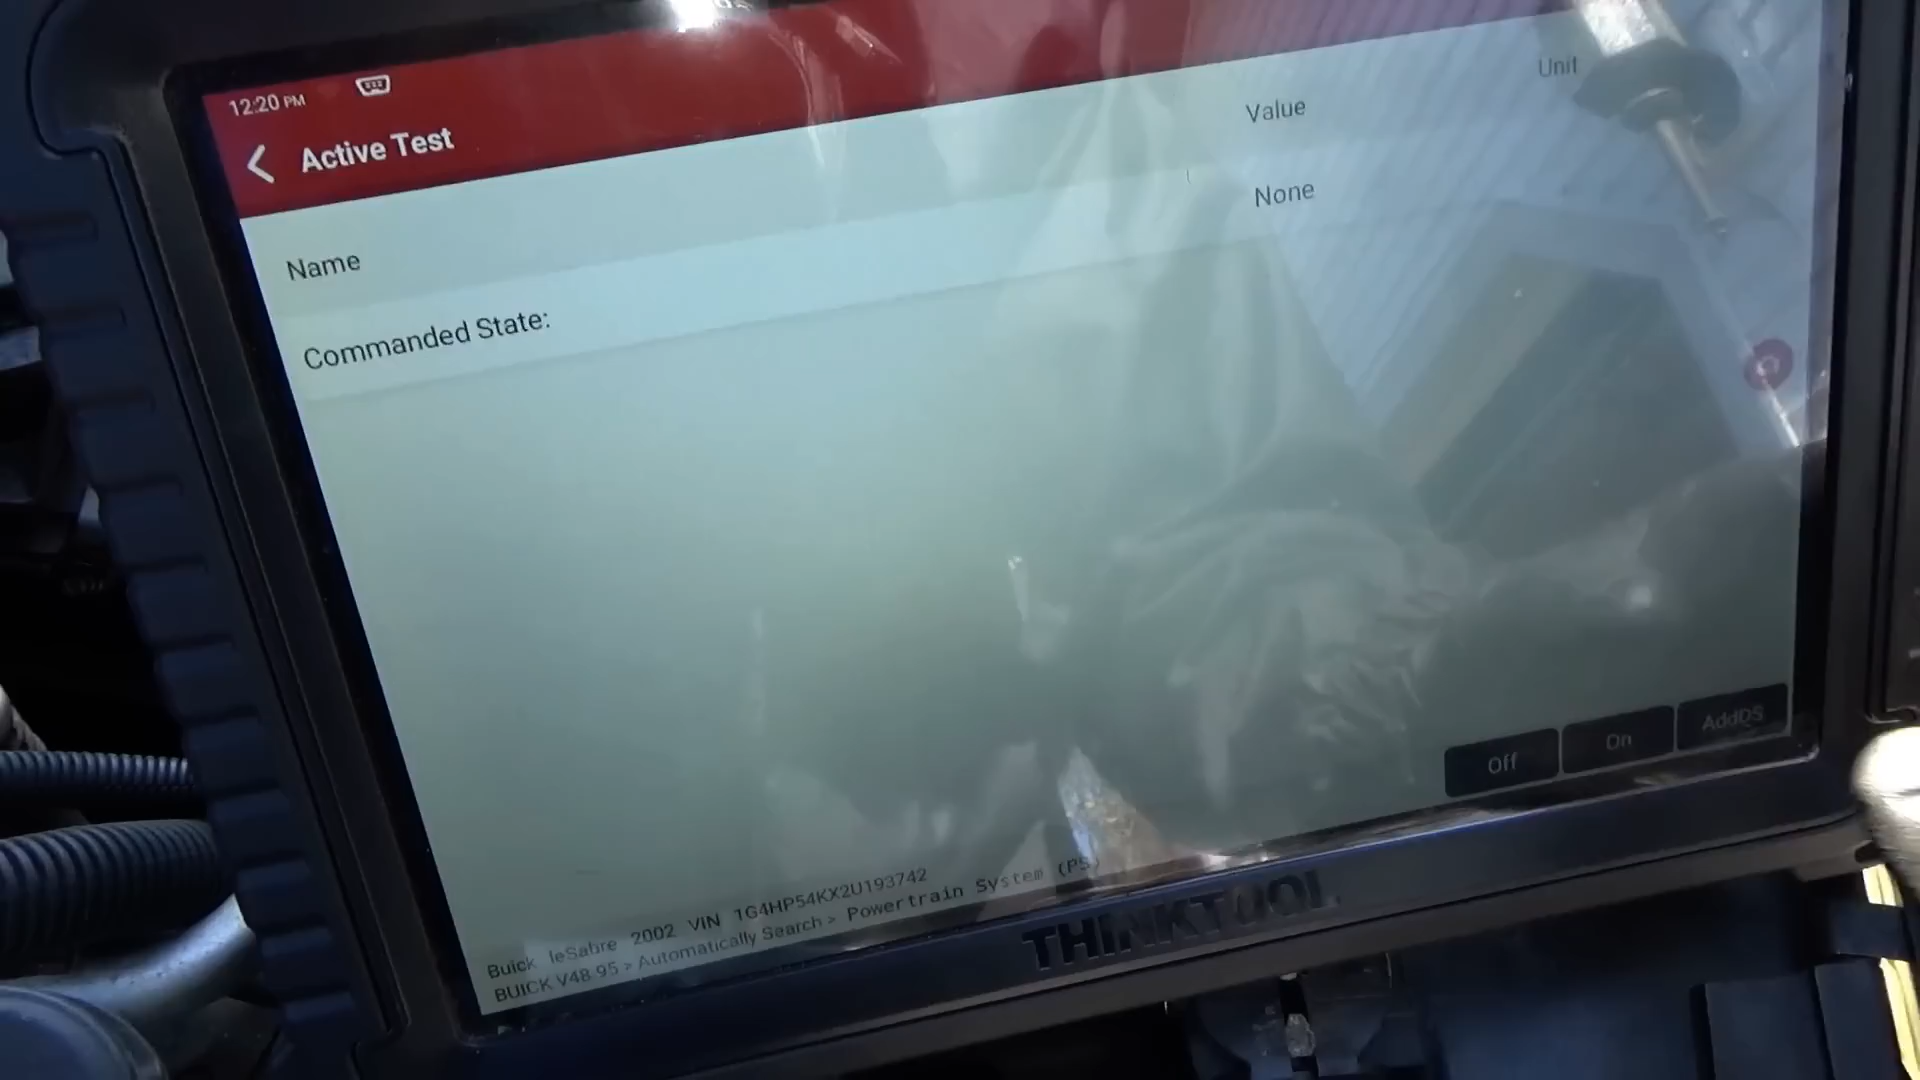 12:20 PM
Active Test
Name Value Unit
Commanded State: None
Off On AddDS
Buick leSabre 2002 VIN 1G4HP54KX2U193742
BUICK V48.95 > Automatically Search > Powertrain System (PS)
THINKTOOL